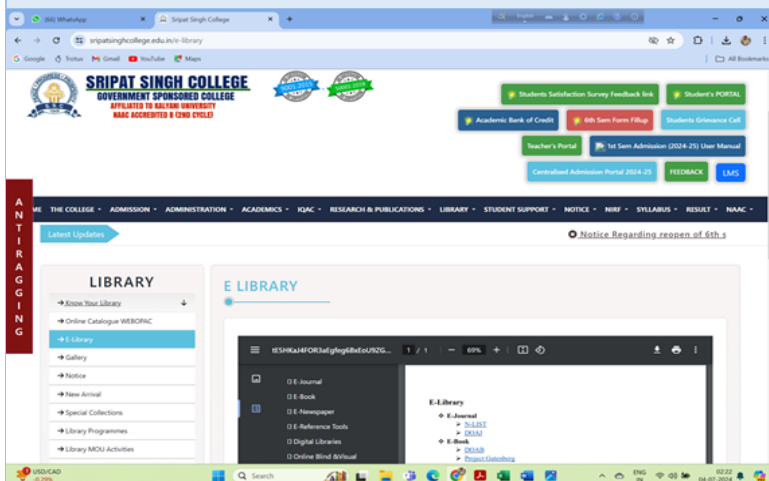 (66) WhatsApp
Sripat Singh College
sripatsinghcollege.edu.in/e-library
Google
Trotus
Gmail
YouTube
Maps
All Bookmarks
SRIPAT SINGH COLLEGE
GOVERNMENT SPONSORED COLLEGE
AFFILIATED TO KALYANI UNIVERSITY
NAAC ACCREDITED B (2ND CYCLE)
9001:2015
Students Satisfaction Survey Feedback link
Student's PORTAL
Academic Bank of Credit
6th Sem Form Fillup
Students Grievance Cell
Teacher's Portal
1st Sem Admission (2024-25) User Manual
Centralised Admission Portal 2024-25
FEEDBACK
LMS
ANTIRAGGING
ME THE COLLEGE ADMISSION ADMINISTRATION ACADEMICS IQAC RESEARCH & PUBLICATIONS LIBRARY STUDENT SUPPORT NOTICE NIRF SYLLABUS RESULT NAAC
Latest Updates
Notice Regarding reopen of 6th s
LIBRARY
Know Your Library
Online Catalogue WEBOPAC
E-Library
Gallery
Notice
New Arrival
Special Collections
Library Programmes
Library MOU Activities
E LIBRARY
1 / 1
69%
E-Journal
E-Book
E-Newspaper
E-Reference Tools
Digital Libraries
Online Blind &Visual
E-Library
E-Journal
N-LIST
DOAJ
E-Book
DOAB
Project Gutenberg
USD/CAD
-0.29%
Search
ENG
IN
02:22
04-07-2024